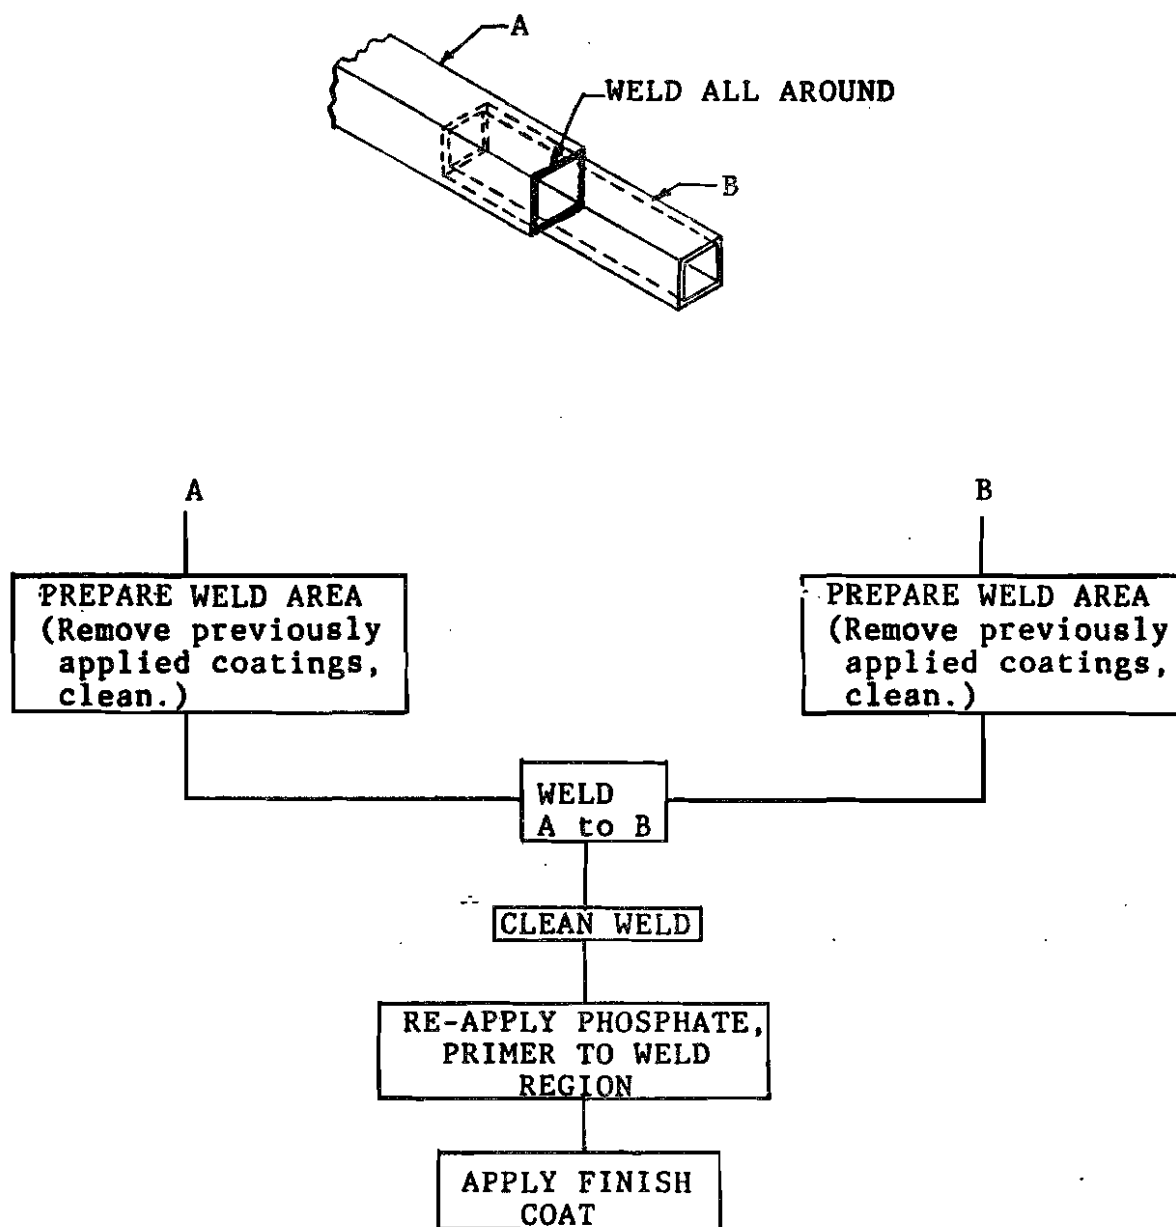 A
WELD ALL AROUND
B
A
B
PREPARE WELD AREA
(Remove previously
applied coatings,
clean.)
PREPARE WELD AREA
(Remove previously
applied coatings,
clean.)
WELD
A to B
CLEAN WELD
RE-APPLY PHOSPHATE,
PRIMER TO WELD
REGION
APPLY FINISH
COAT